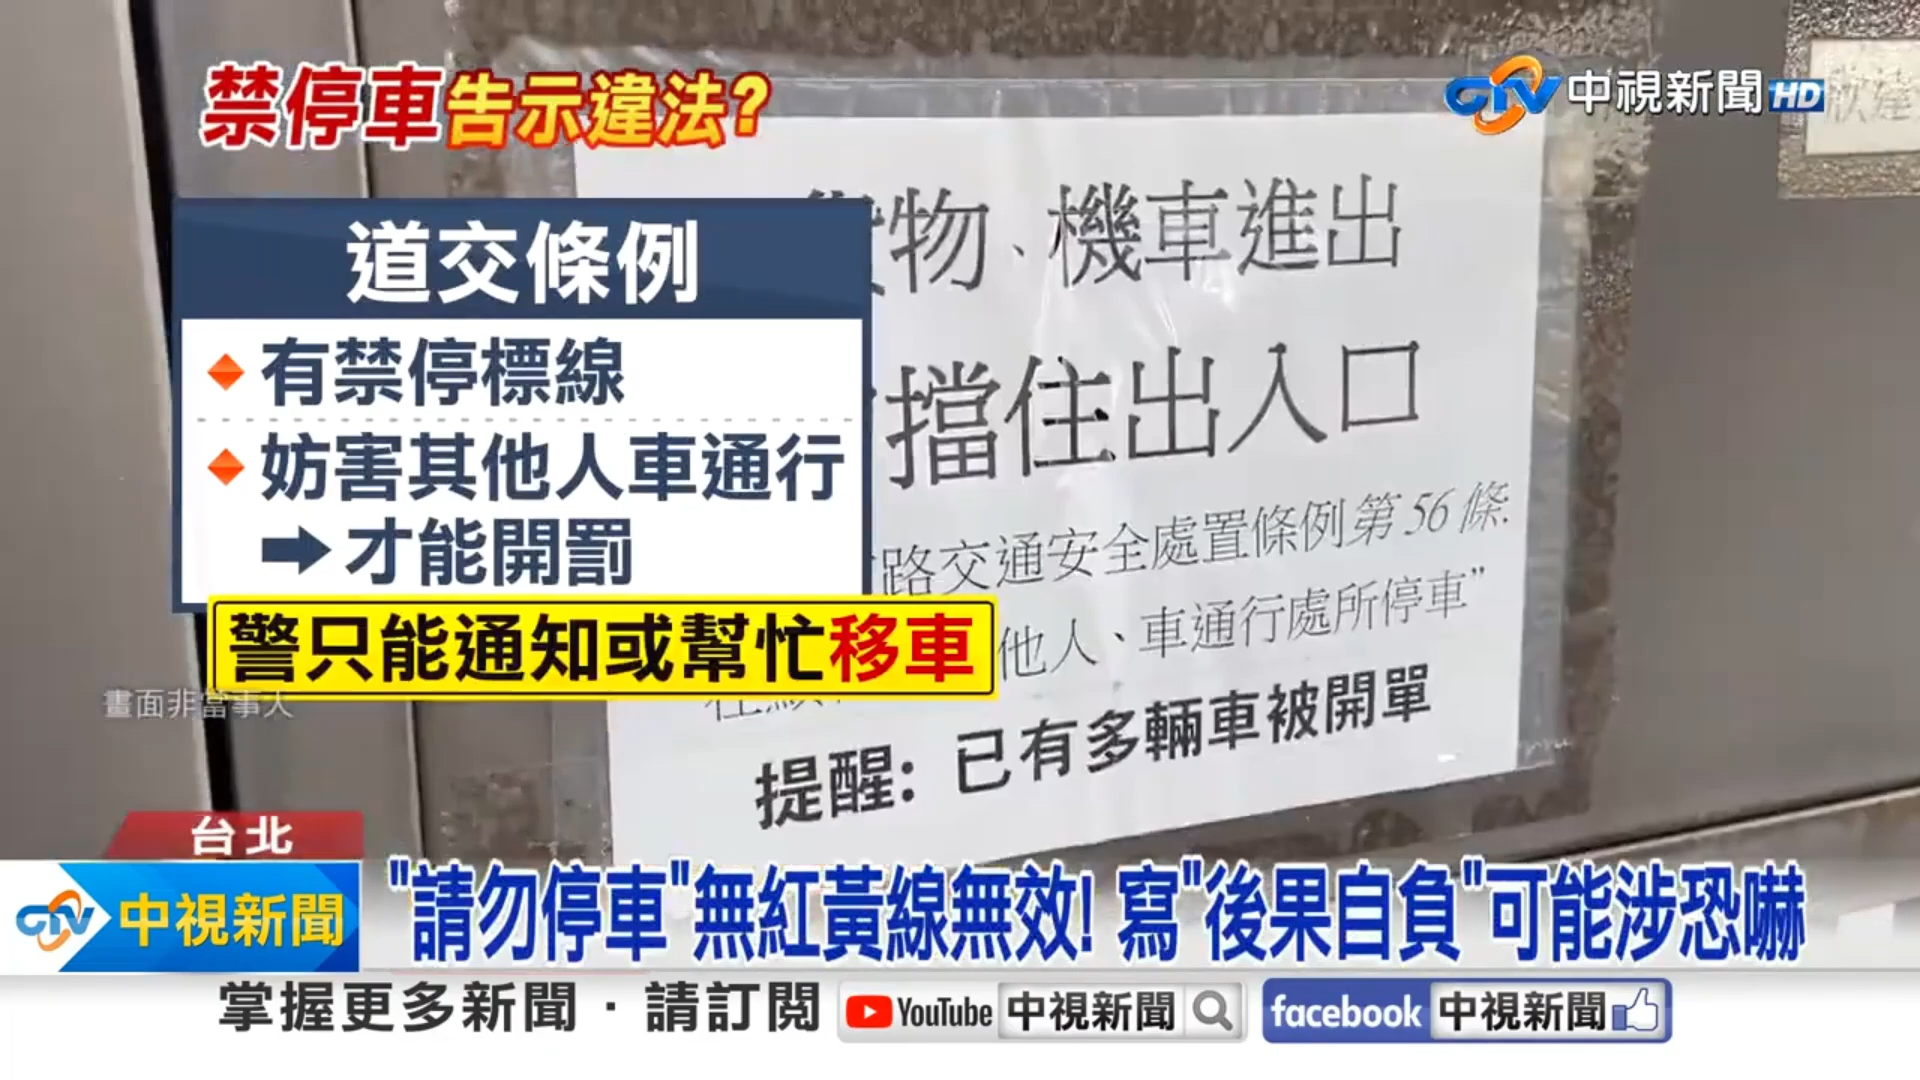 禁停車告示違法?
CTV中視新聞HD
道交條例
有禁停標線
妨害其他人車通行
➡才能開罰
警只能通知或幫忙移車
畫面非當事人
物、機車進出
擋住出入口
路交通安全處置條例第56條
他人、車通行處所停車”
提醒：已有多輛車被開單
台北
CTV中視新聞
"請勿停車"無紅黃線無效! 寫"後果自負"可能涉恐嚇
掌握更多新聞·請訂閱
YouTube 中視新聞
facebook 中視新聞